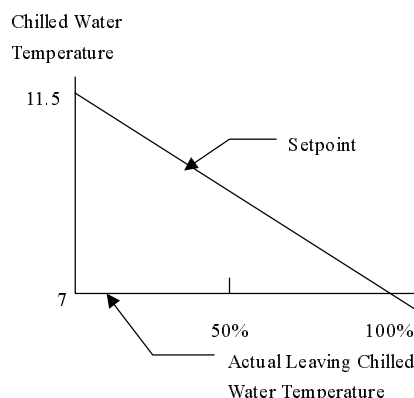 Chilled Water
Temperature
11.5
Setpoint
7
50%
100%
Actual Leaving Chilled
Water Temperature